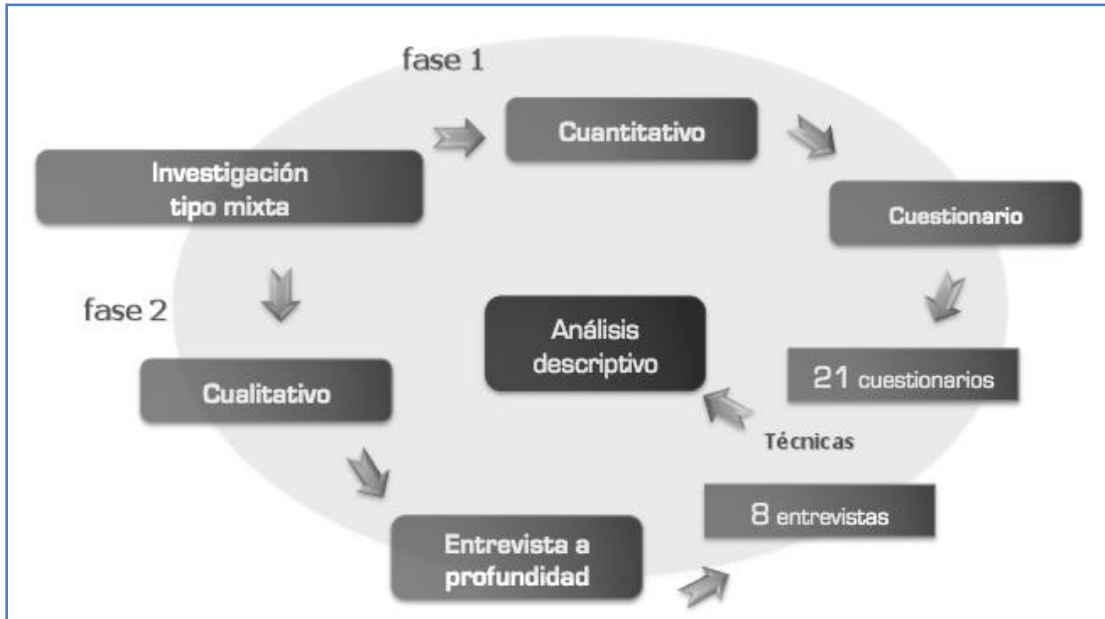 fase 1
Cuantitativo
Investigación
tipo mixta
Cuestionario
fase 2
Análisis
descriptivo
21 cuestionarios
Cualitativo
Técnicas
8 entrevistas
Entrevista a
profundidad